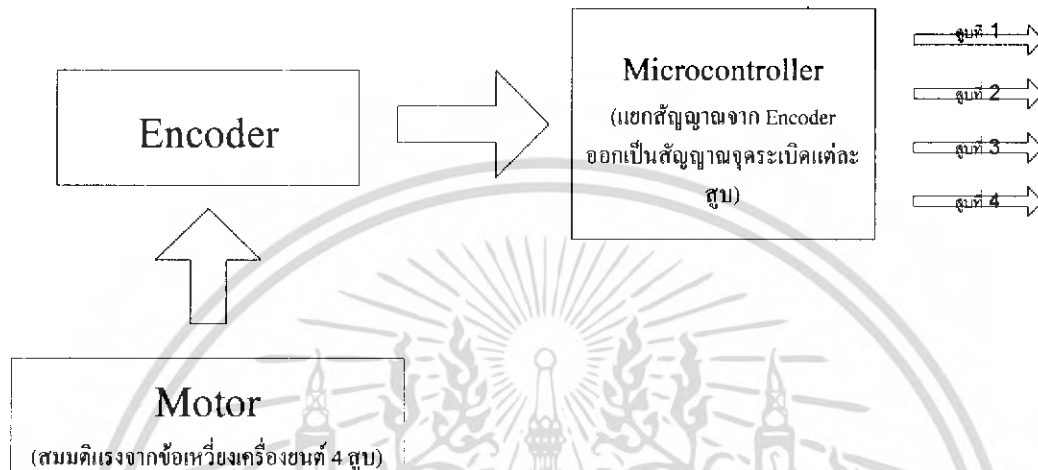 Encoder
Microcontroller
(แยกสัญญาณจาก Encoder
ออกเป็นสัญญาณจุดระเบิดแต่ละ
สูบ)
สูบที่ 1
สูบที่ 2
สูบที่ 3
สูบที่ 4
Motor
(สมมติแรงจากข้อเหวี่ยงเครื่องยนต์ 4 สูบ)